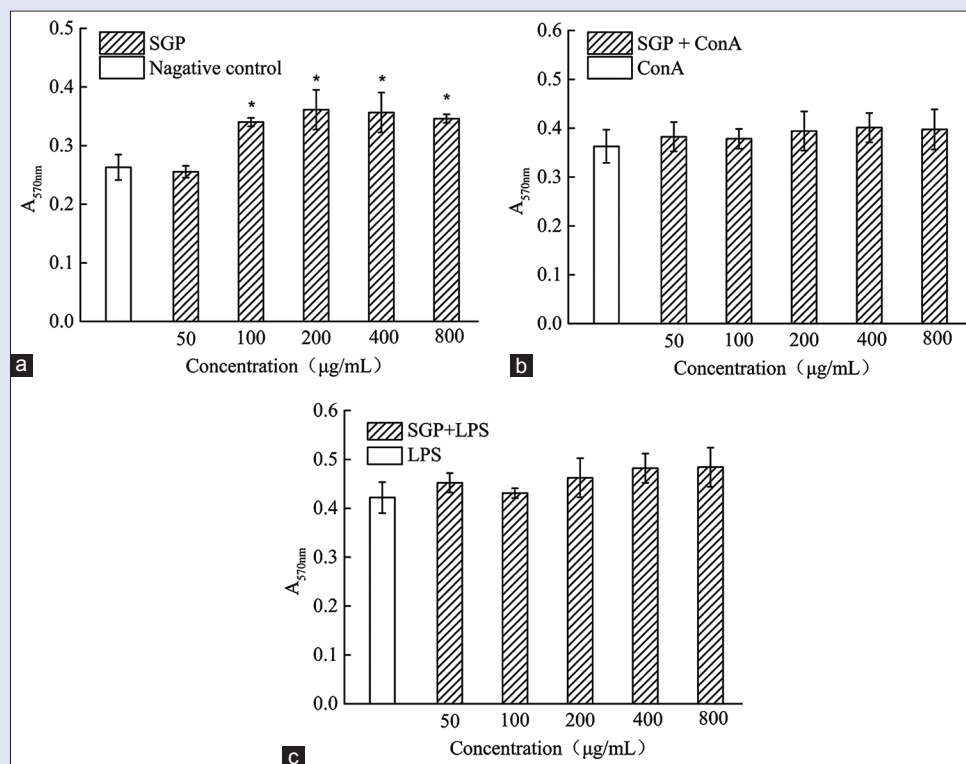 0.5
0.4
0.3
0.2
0.1
0.0
A570nm
SGP
Nagative control
*
*
*
*
50 100 200 400 800
Concentration（μg/mL）
a
0.6
0.5
0.4
0.3
0.2
0.1
0.0
A570nm
SGP + ConA
ConA
50 100 200 400 800
Concentration（μg/mL）
b
0.6
0.5
0.4
0.3
0.2
0.1
0.0
A570nm
SGP+LPS
LPS
50 100 200 400 800
Concentration（μg/mL）
c